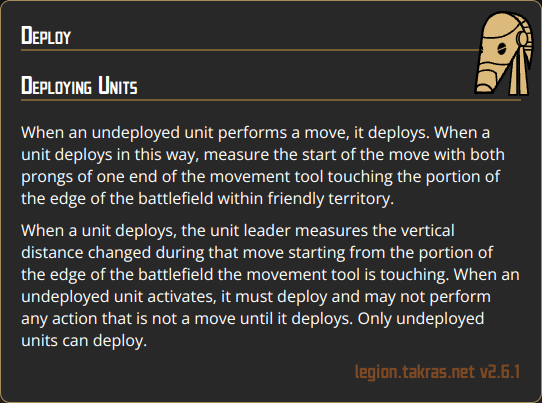 Deploy
Deploying Units
When an undeployed unit performs a move, it deploys. When a
unit deploys in this way, measure the start of the move with both
prongs of one end of the movement tool touching the portion of
the edge of the battlefield within friendly territory.
When a unit deploys, the unit leader measures the vertical
distance changed during that move starting from the portion of
the edge of the battlefield the movement tool is touching. When an
undeployed unit activates, it must deploy and may not perform
any action that is not a move until it deploys. Only undeployed
units can deploy.
legion.takras.net v2.6.1